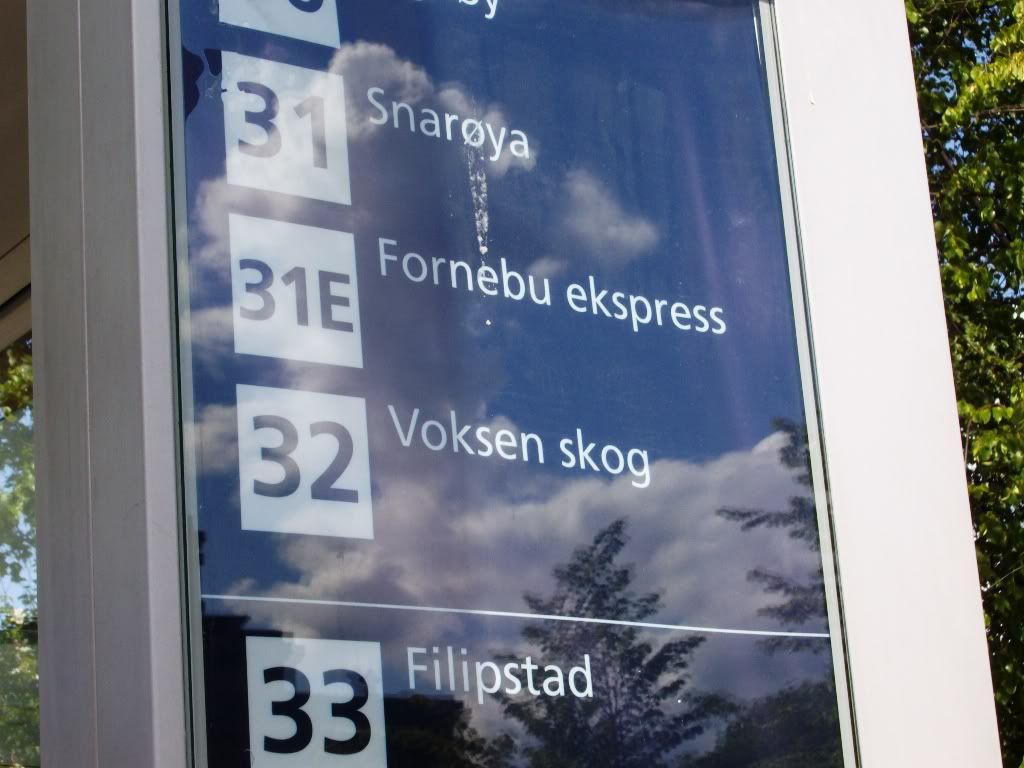 31 Snarøya
31E Fornebu ekspress
32 Voksen skog
33 Filipstad